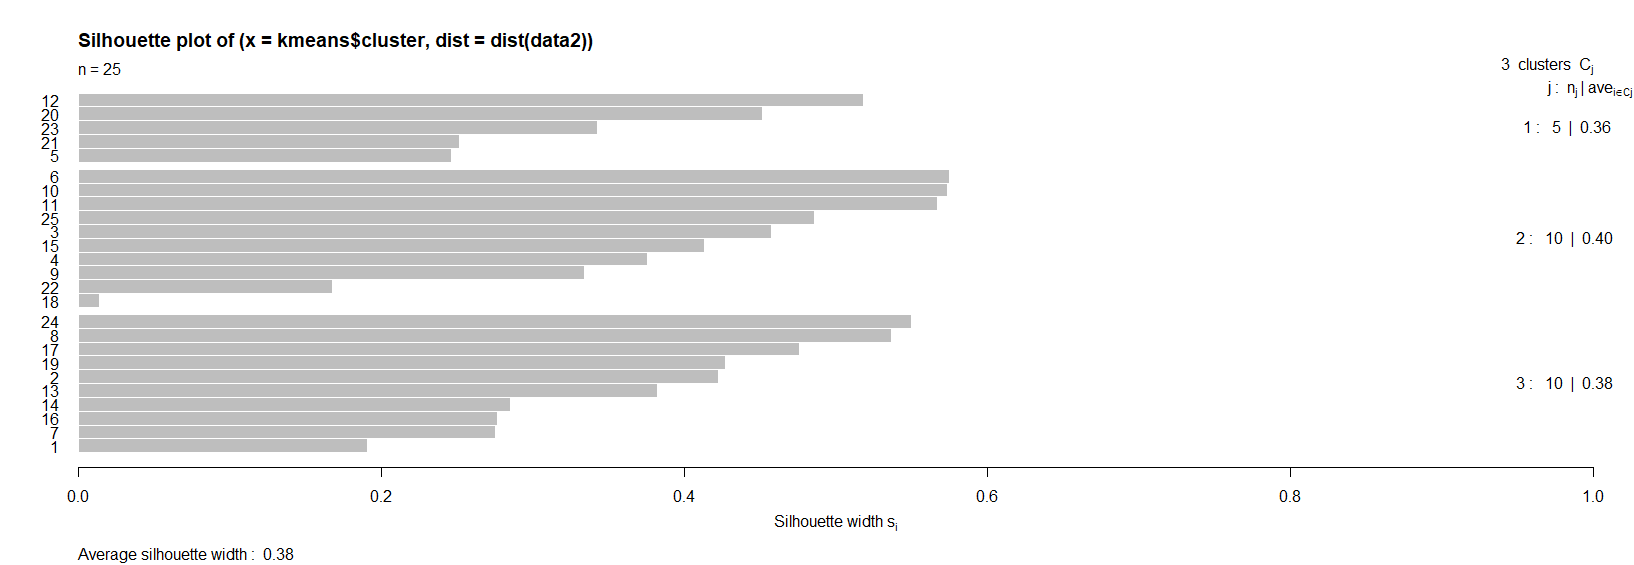 Silhouette plot of (x = kmeans$cluster, dist = dist(data2))
n = 25
3 clusters Cj
j : nj | avei∈Cj
12
20
23
21
5
1 : 5 | 0.36
6
10
11
25
3
15
4
9
22
18
2 : 10 | 0.40
24
8
17
19
2
13
14
16
7
1
3 : 10 | 0.38
0.0 0.2 0.4 0.6 0.8 1.0
Silhouette width si
Average silhouette width : 0.38